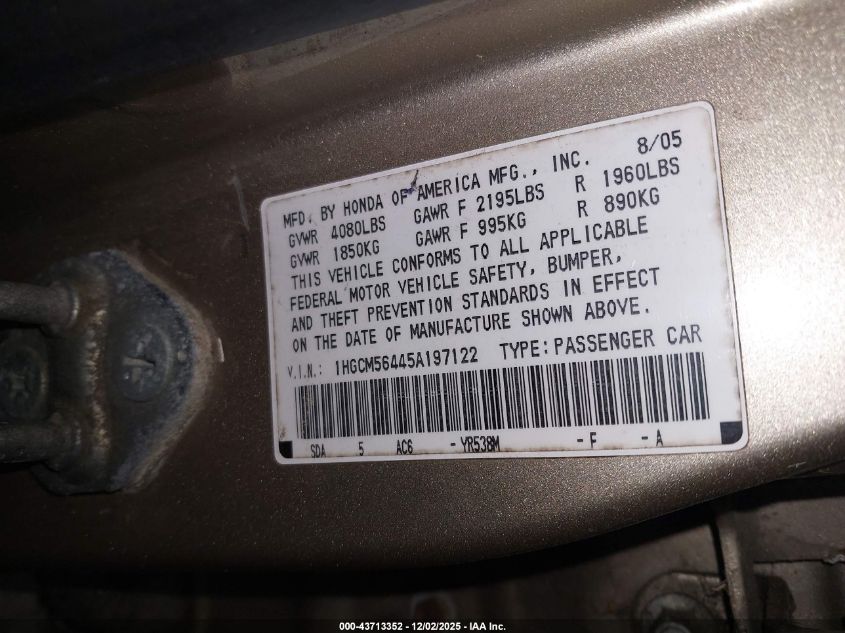 MFD. BY HONDA OF AMERICA MFG., INC. 8/05
GVWR 4080LBS GAWR F 2195LBS R 1960LBS
GVWR 1850KG GAWR F 995KG R 890KG
THIS VEHICLE CONFORMS TO ALL APPLICABLE
FEDERAL MOTOR VEHICLE SAFETY, BUMPER,
AND THEFT PREVENTION STANDARDS IN EFFECT
ON THE DATE OF MANUFACTURE SHOWN ABOVE.
V.I.N.: 1HGCM56445A197122 TYPE: PASSENGER CAR
SDA 5 AC6 - YR538M - F - A
000-43713352 - 12/02/2025 - IAA Inc.